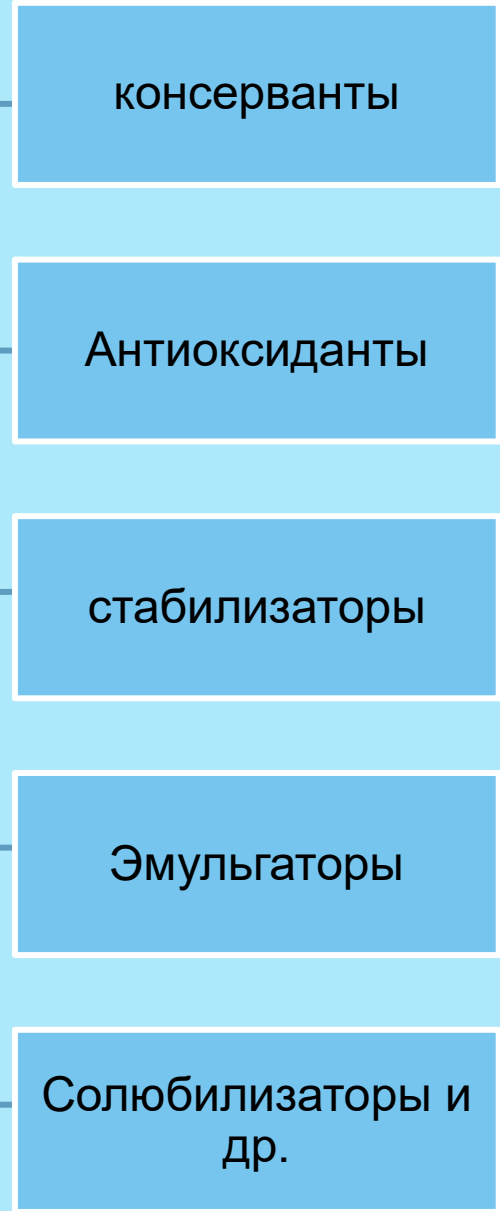 консерванты
Антиоксиданты
стабилизаторы
Эмульгаторы
Солюбилизаторы и
др.